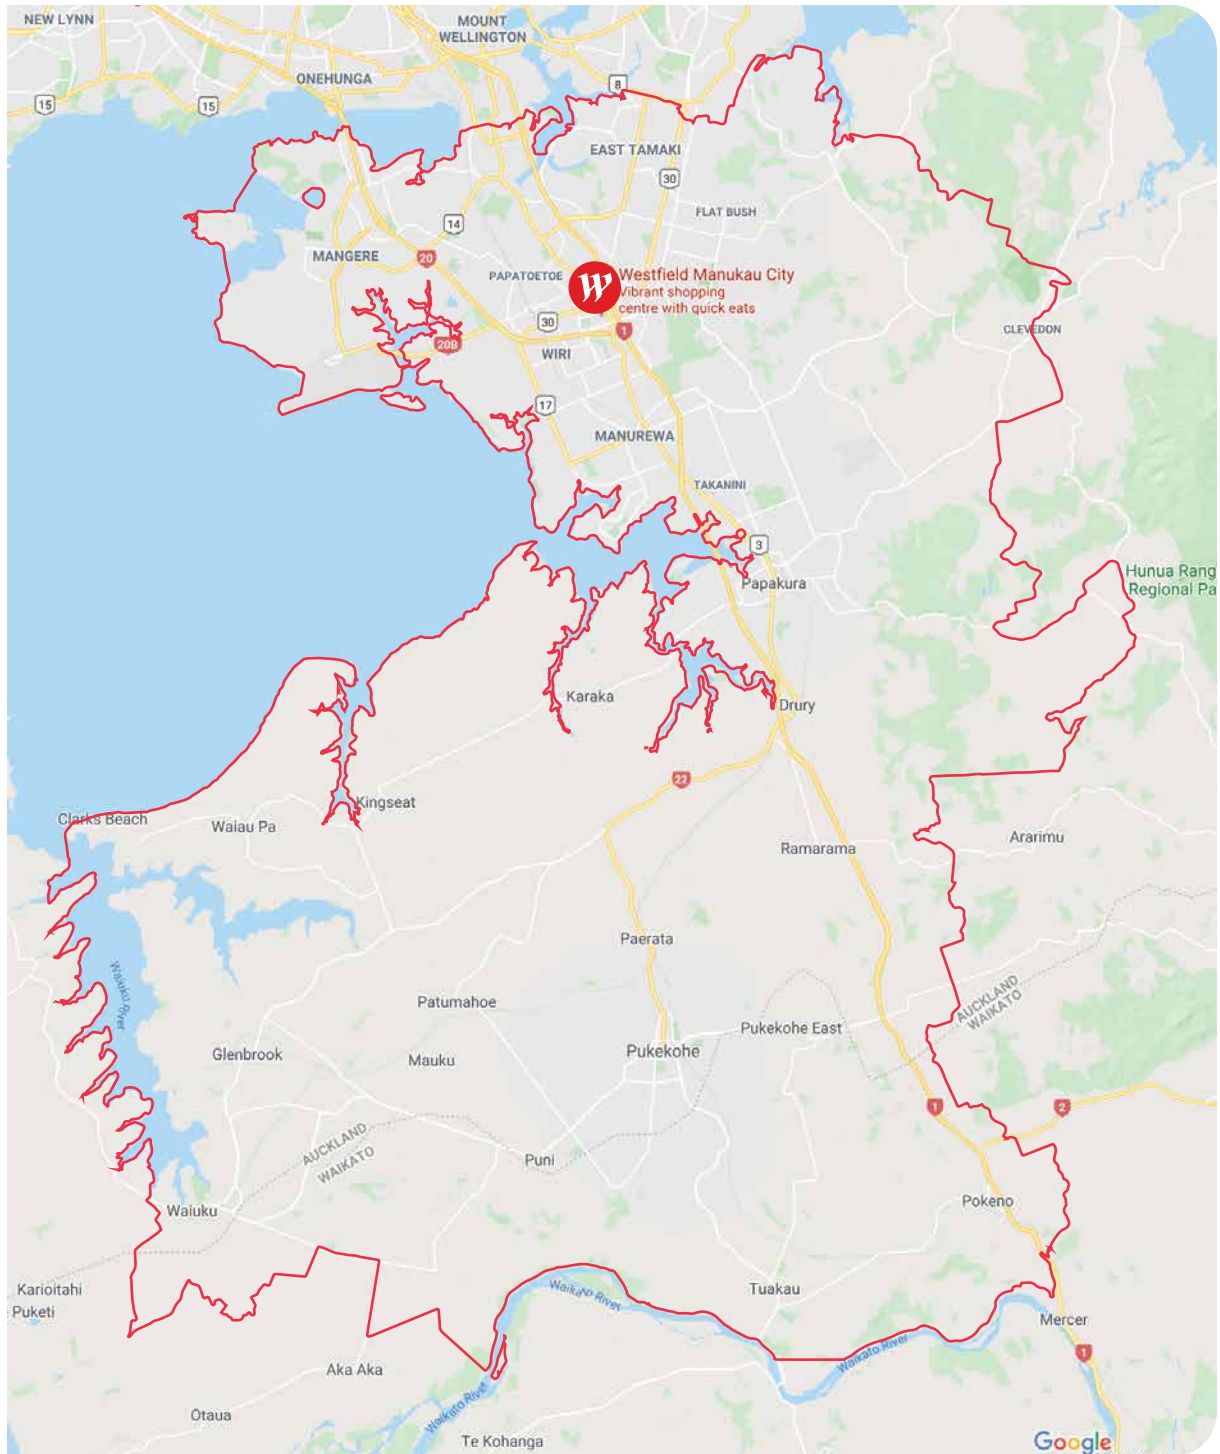 NEW LYNN
MOUNT
WELLINGTON
ONEHUNGA
8
15
15
EAST TAMAKI
30
FLAT BUSH
14
MANGERE
20
PAPATOETOE
Westfield Manukau City
Vibrant shopping
centre with quick eats
30
1
CLEVEDON
20B
WIRI
17
MANUREWA
TAKANINI
3
Papakura
Hunua Rang
Regional Pa
Karaka
Drury
22
Kingseat
Clarks Beach
Waiau Pa
Ramarama
Ararimu
Paerata
Waiuku River
Patumahoe
AUCKLAND
WAIKATO
Pukekohe East
Pukekohe
Glenbrook
Mauku
1
2
AUCKLAND
WAIKATO
Puni
Pokeno
Waiuku
Karioitahi
Puketi
Waikato River
Tuakau
Mercer
Waikato River
1
Aka Aka
Waikato River
Otaua
Te Kohanga
Google